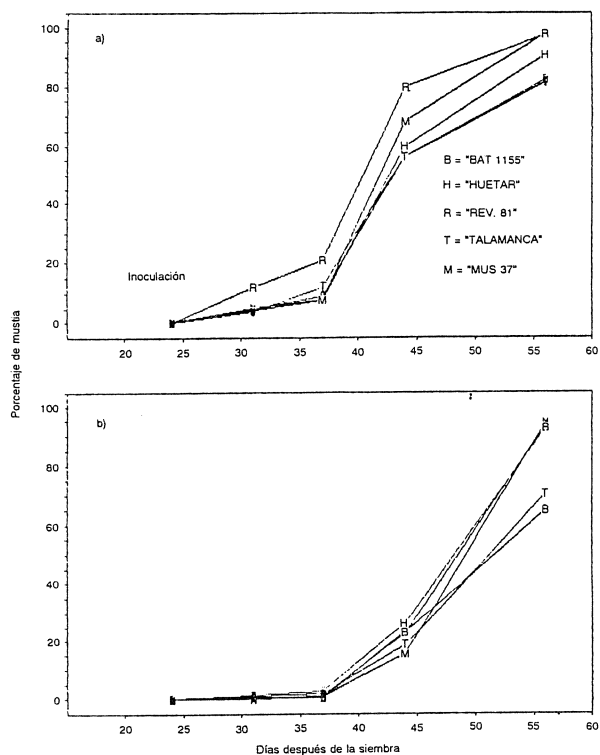 a)
100
80
60
40
20
0
R
M
H
T
B = "BAT 1155"
H = "HUETAR"
R = "REV. 81"
T = "TALAMANCA"
M = "MUS 37"
Inoculación
R
R
R
M
H
T
T
M
20
25
30
35
40
45
50
55
60
Porcentaje de mustia
b)
100
80
60
40
20
0
R
T
B
H
B
T
M
20
25
30
35
40
45
50
55
60
Días después de la siembra